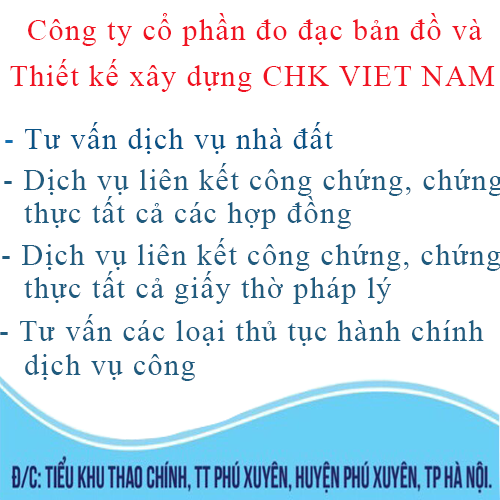 Công ty cổ phần đo đạc bản đồ và
Thiết kế xây dựng CHK VIET NAM
- Tư vấn dịch vụ nhà đất
- Dịch vụ liên kết công chứng, chứng
thực tất cả các hợp đồng
- Dịch vụ liên kết công chứng, chứng
thực tất cả giấy thờ pháp lý
- Tư vấn các loại thủ tục hành chính
dịch vụ công
Đ/C: TIỂU KHU THAO CHÍNH, TT PHÚ XUYÊN, HUYỆN PHÚ XUYÊN, TP HÀ NỘI.